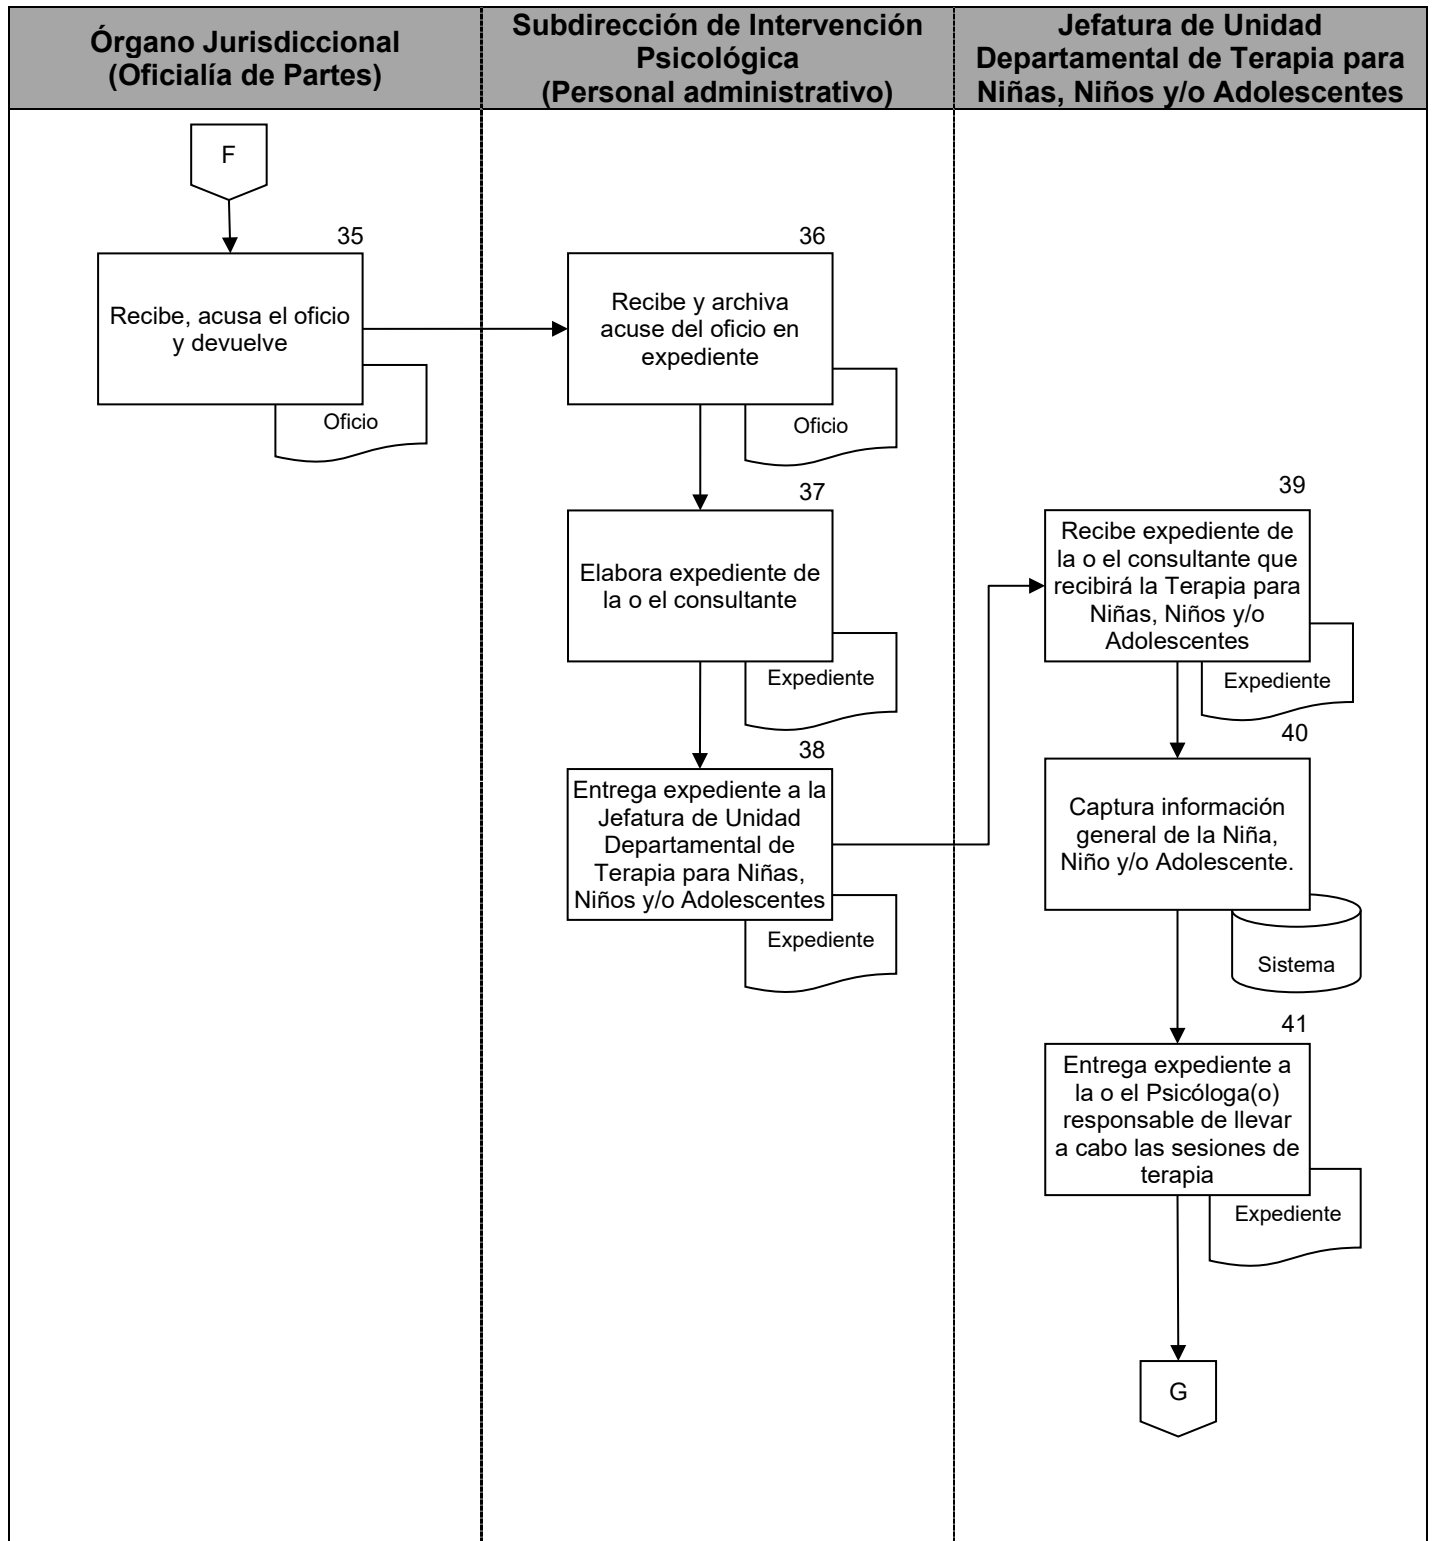 Órgano Jurisdiccional
(Oficialía de Partes)
Subdirección de Intervención
Psicológica
(Personal administrativo)
Jefatura de Unidad
Departamental de Terapia para
Niñas, Niños y/o Adolescentes
F
35
Recibe, acusa el oficio
y devuelve
Oficio
36
Recibe y archiva
acuse del oficio en
expediente
Oficio
37
Elabora expediente de
la o el consultante
Expediente
38
Entrega expediente a la
Jefatura de Unidad
Departamental de
Terapia para Niñas,
Niños y/o Adolescentes
Expediente
39
Recibe expediente de
la o el consultante que
recibirá la Terapia para
Niñas, Niños y/o
Adolescentes
Expediente
40
Captura información
general de la Niña,
Niño y/o Adolescente.
Sistema
41
Entrega expediente a
la o el Psicóloga(o)
responsable de llevar
a cabo las sesiones de
terapia
Expediente
G